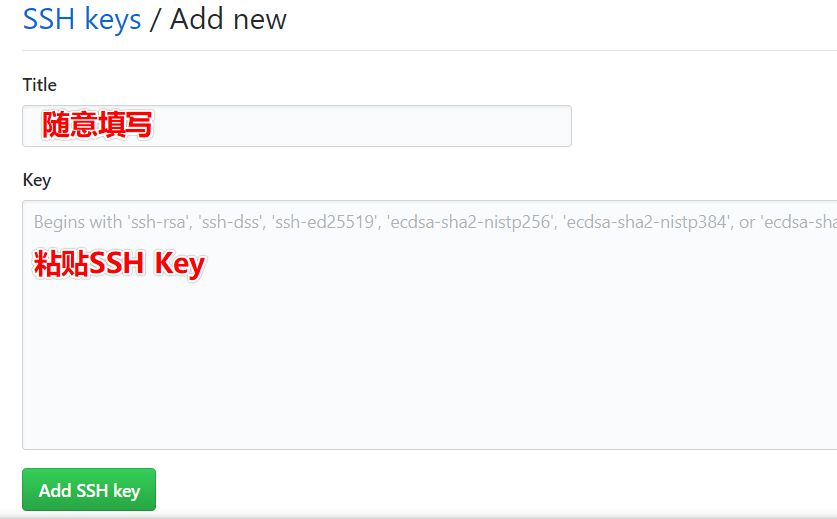 SSH keys / Add new
Title
随意填写
Key
Begins with 'ssh-rsa', 'ssh-dss', 'ssh-ed25519', 'ecdsa-sha2-nistp256', 'ecdsa-sha2-nistp384', or 'ecdsa-sha
粘贴SSH Key
Add SSH key